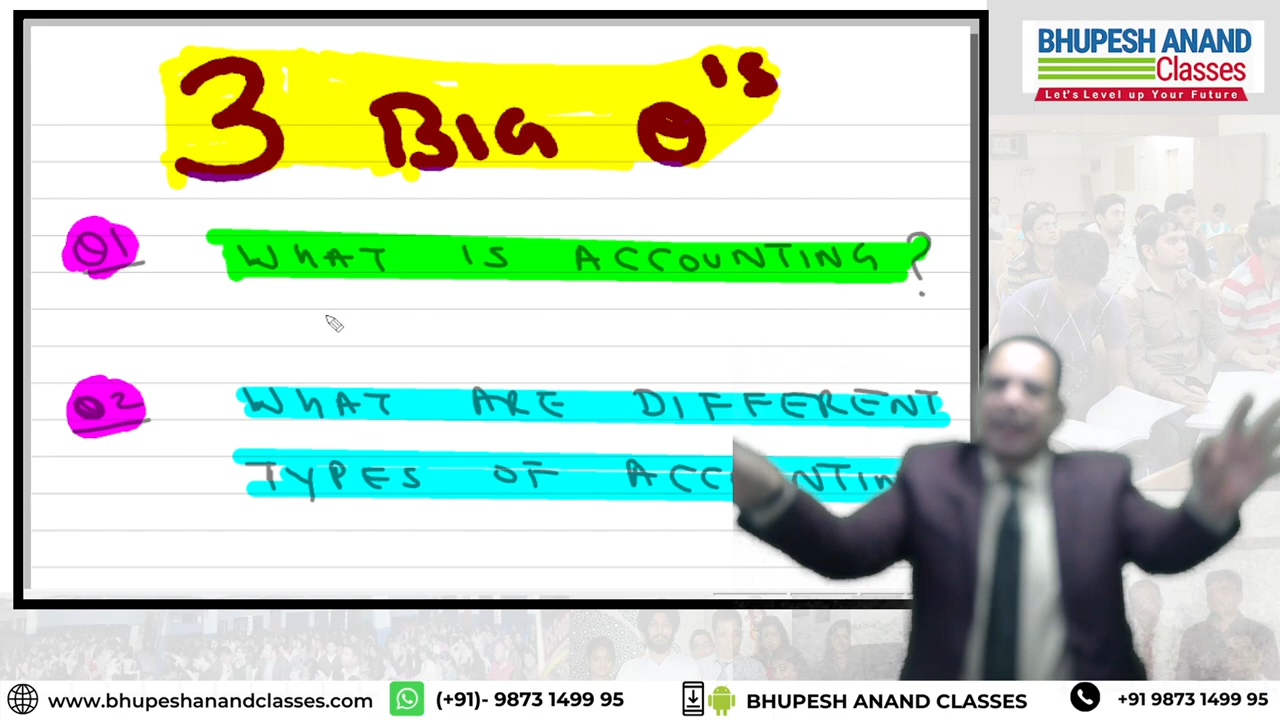 3 BIG Q's
BHUPESH ANAND
Classes
Let's Level up Your Future
Q1 WHAT IS ACCOUNTING?
Q2 WHAT ARE DIFFERENT
TYPES OF
www.bhupeshanandclasses.com (+91)- 9873 1499 95 BHUPESH ANAND CLASSES +91 9873 1499 95